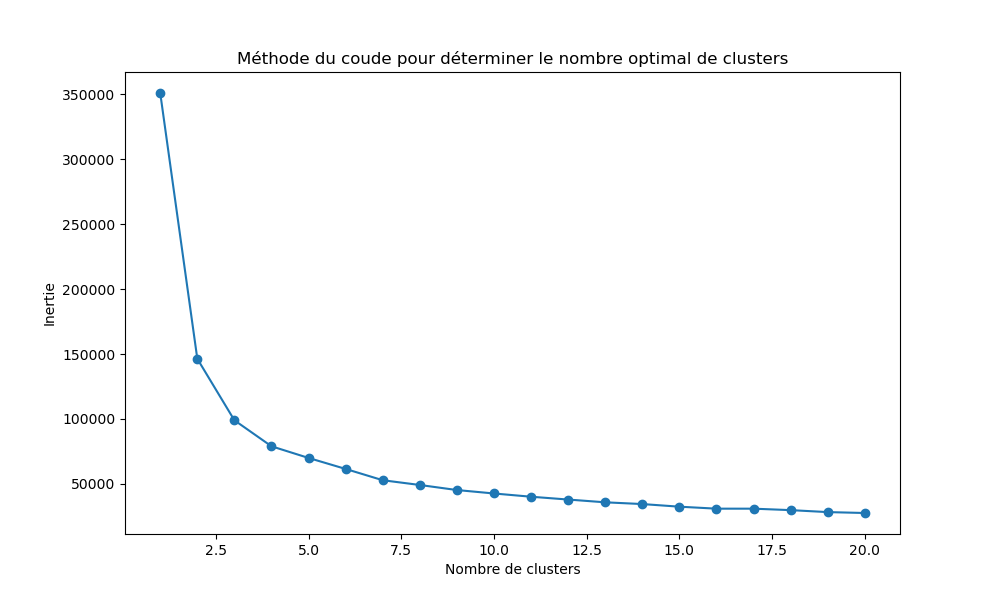 Méthode du coude pour déterminer le nombre optimal de clusters
350000
300000
250000
200000
150000
100000
50000
Inertie
2.5 5.0 7.5 10.0 12.5 15.0 17.5 20.0
Nombre de clusters